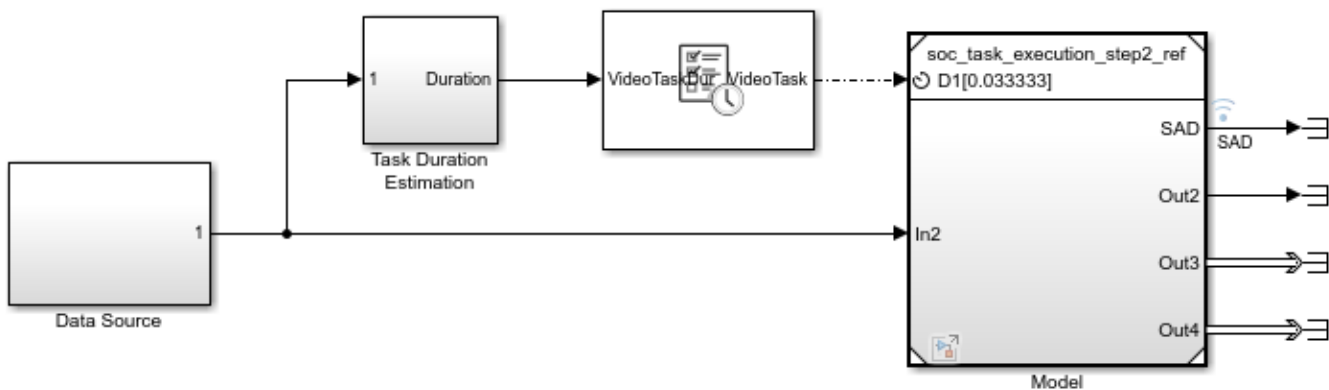 soc_task_execution_step2_ref
1
Duration
VideoTaskDur
VideoTask
D1[0.033333]
SAD
SAD
Task Duration
Estimation
Out2
1
In2
Out3
Data Source
Out4
Model